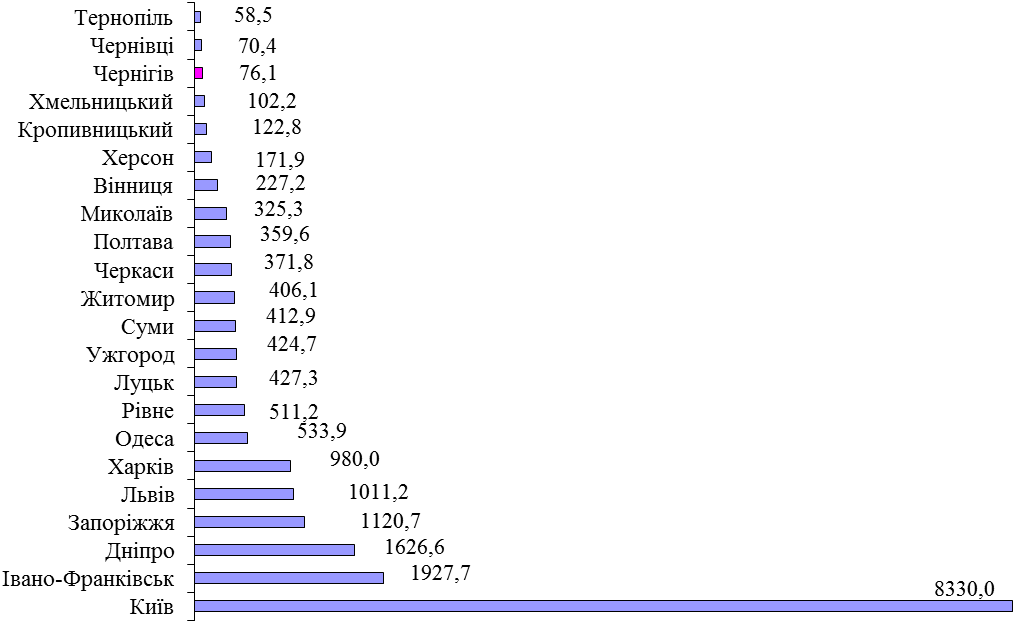 Тернопіль 58,5
Чернівці 70,4
Чернігів 76,1
Хмельницький 102,2
Кропивницький 122,8
Херсон 171,9
Вінниця 227,2
Миколаїв 325,3
Полтава 359,6
Черкаси 371,8
Житомир 406,1
Суми 412,9
Ужгород 424,7
Луцьк 427,3
Рівне 511,2
Одеса 533,9
Харків 980,0
Львів 1011,2
Запоріжжя 1120,7
Дніпро 1626,6
Івано-Франківськ 1927,7
Київ 8330,0